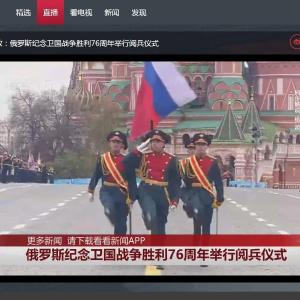 精选 直播 看电视 新闻 发现
：俄罗斯纪念卫国战争胜利76周年举行阅兵仪式
更多新闻 请下载看看新闻APP
俄罗斯纪念卫国战争胜利76周年举行阅兵仪式